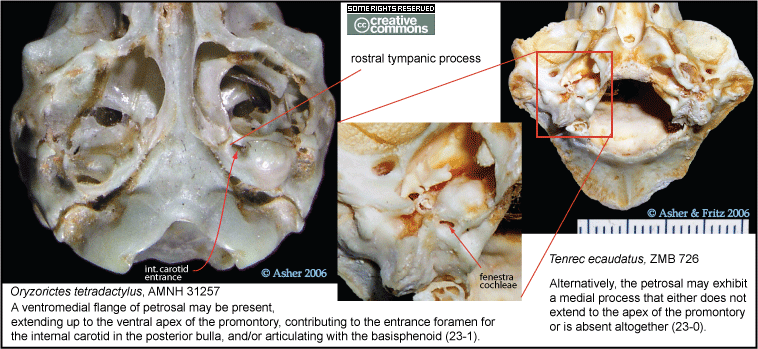 SOME RIGHTS RESERVED
cc creative
commons
rostral tympanic process
int. carotid
entrance
© Asher 2006
fenestra
cochleae
© Asher & Fritz 2006
Oryzorictes tetradactylus, AMNH 31257
A ventromedial flange of petrosal may be present,
extending up to the ventral apex of the promontory, contributing to the entrance foramen for
the internal carotid in the posterior bulla, and/or articulating with the basisphenoid (23-1).
Tenrec ecaudatus, ZMB 726
Alternatively, the petrosal may exhibit
a medial process that either does not
extend to the apex of the promontory
or is absent altogether (23-0).